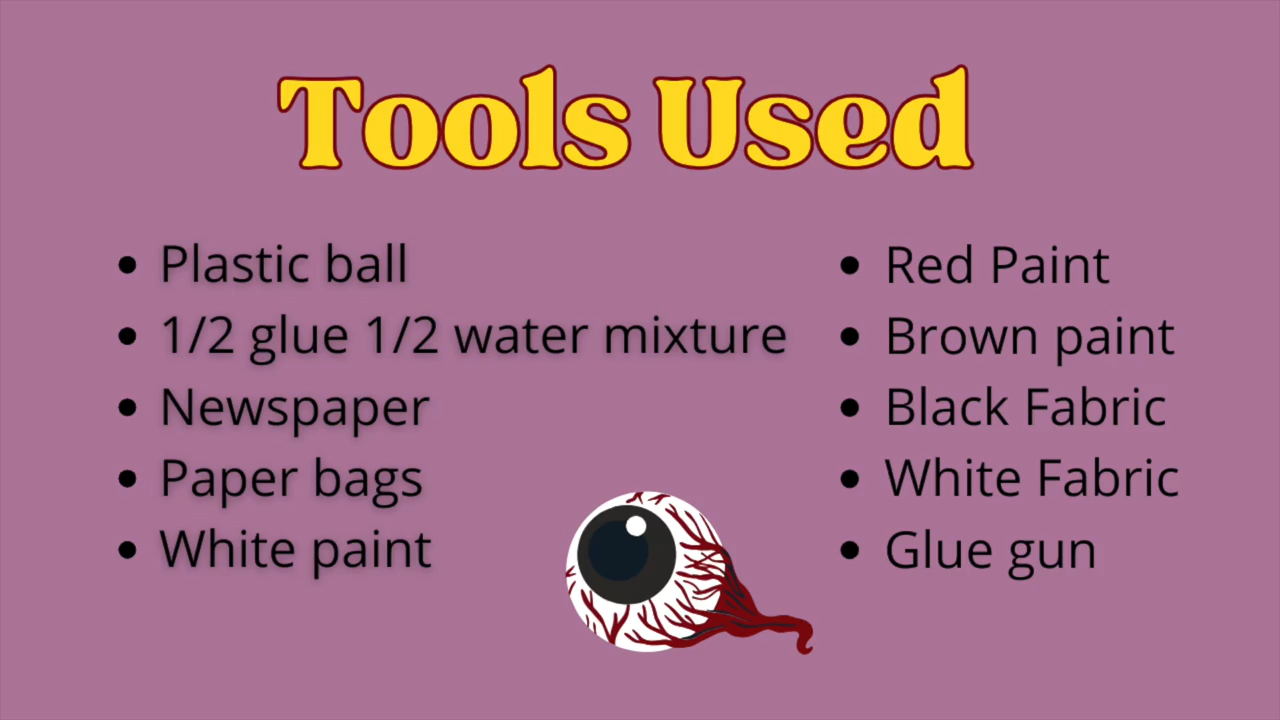 Tools Used
• Plastic ball
• 1/2 glue 1/2 water mixture
• Newspaper
• Paper bags
• White paint
• Red Paint
• Brown paint
• Black Fabric
• White Fabric
• Glue gun